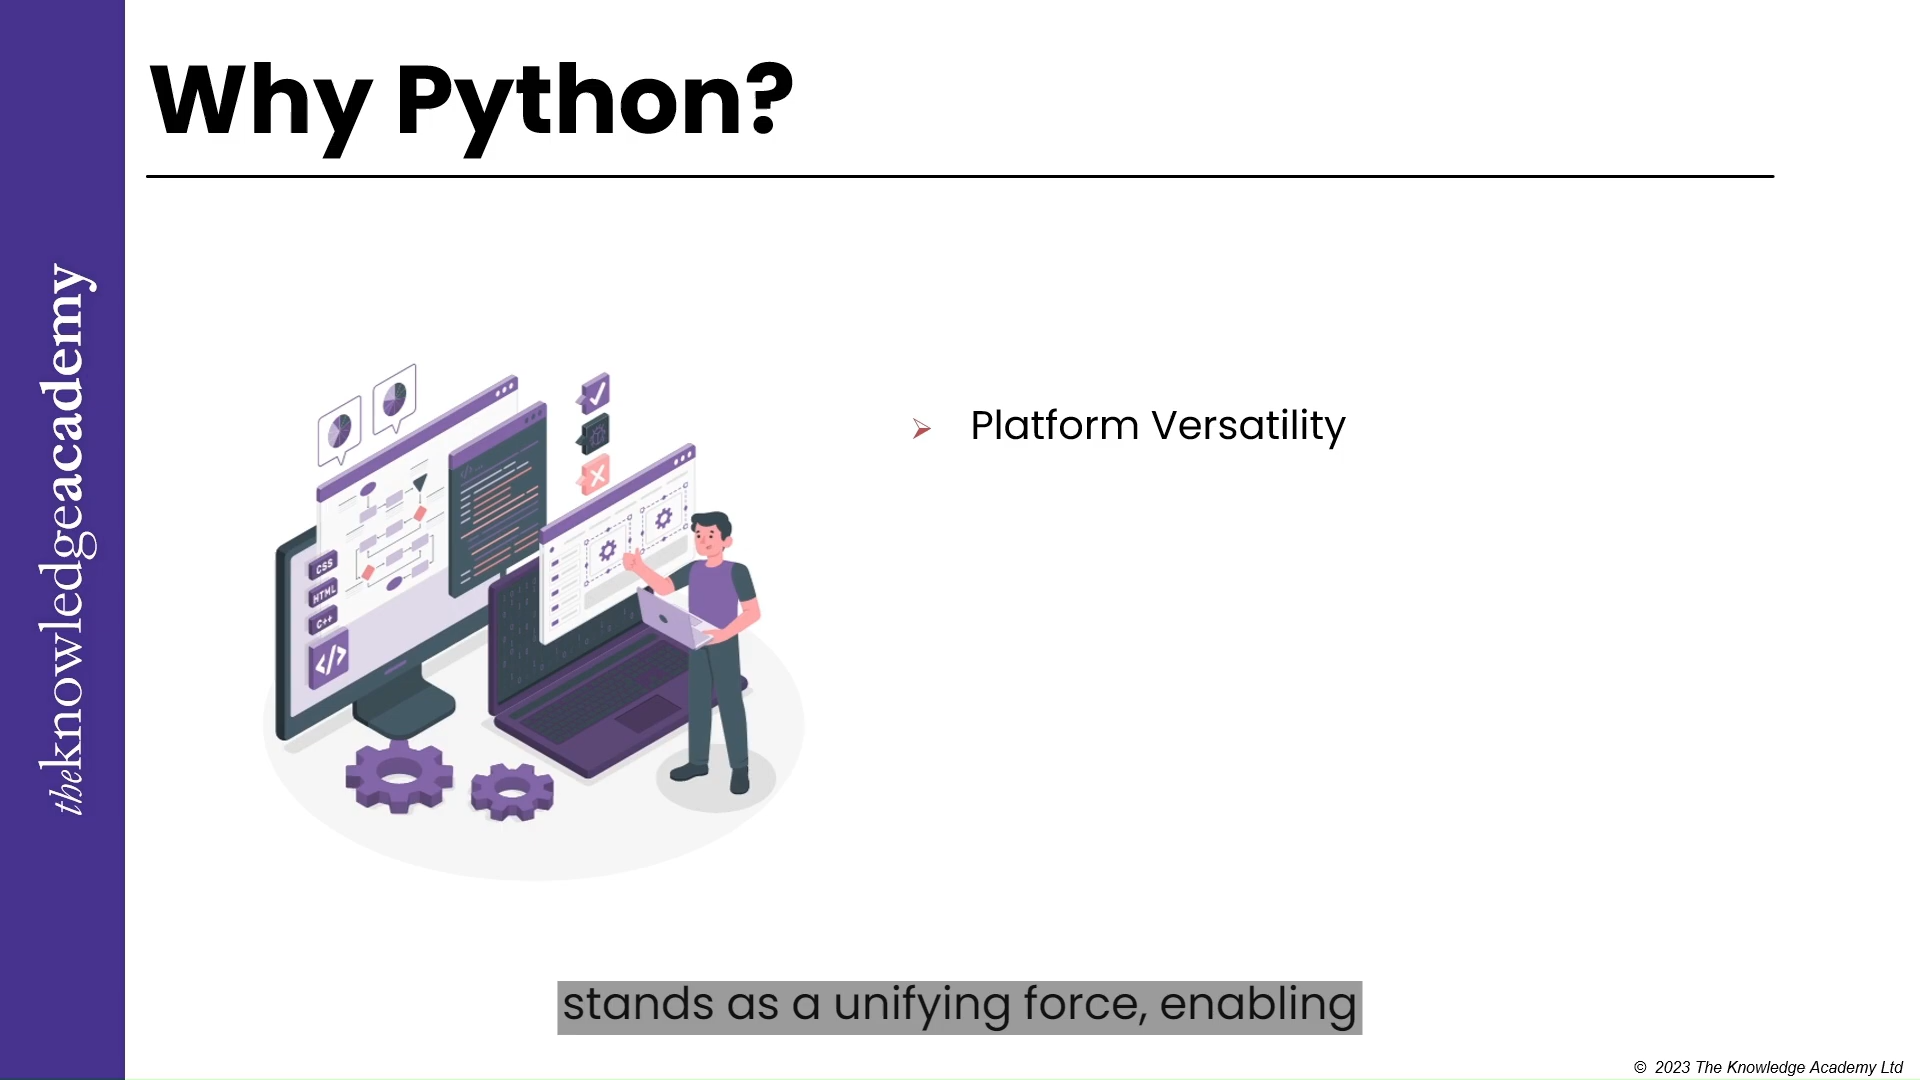 Why Python?
theknowledgeacademy
CSS
HTML
C++
</>
Platform Versatility
stands as a unifying force, enabling
© 2023 The Knowledge Academy Ltd